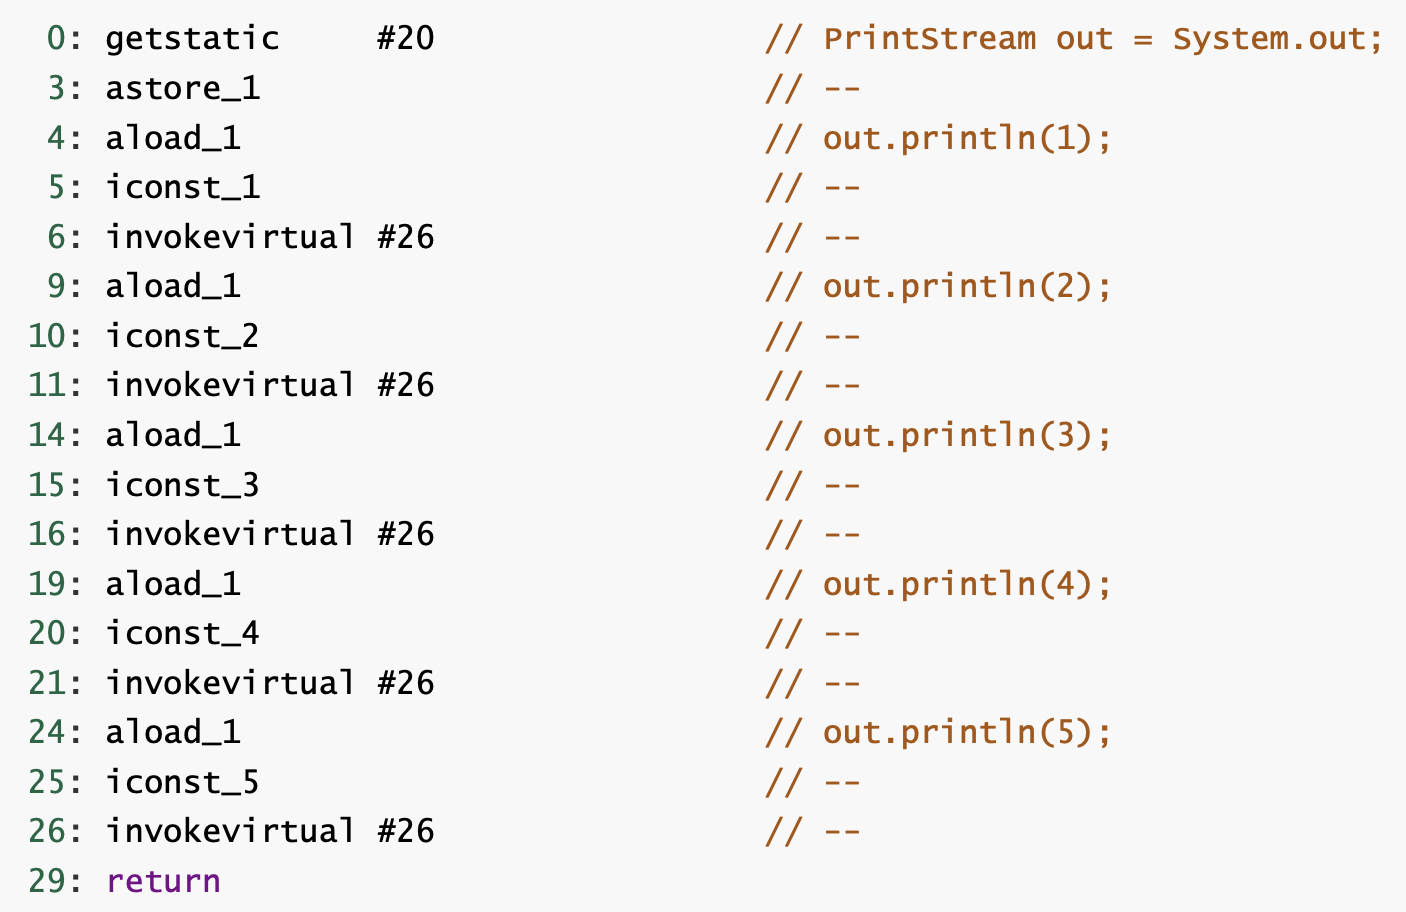 0: getstatic     #20                 // PrintStream out = System.out;
3: astore_1                          // --
4: aload_1                           // out.println(1);
5: iconst_1                          // --
6: invokevirtual #26                 // --
9: aload_1                           // out.println(2);
10: iconst_2                          // --
11: invokevirtual #26                 // --
14: aload_1                           // out.println(3);
15: iconst_3                          // --
16: invokevirtual #26                 // --
19: aload_1                           // out.println(4);
20: iconst_4                          // --
21: invokevirtual #26                 // --
24: aload_1                           // out.println(5);
25: iconst_5                          // --
26: invokevirtual #26                 // --
29: return